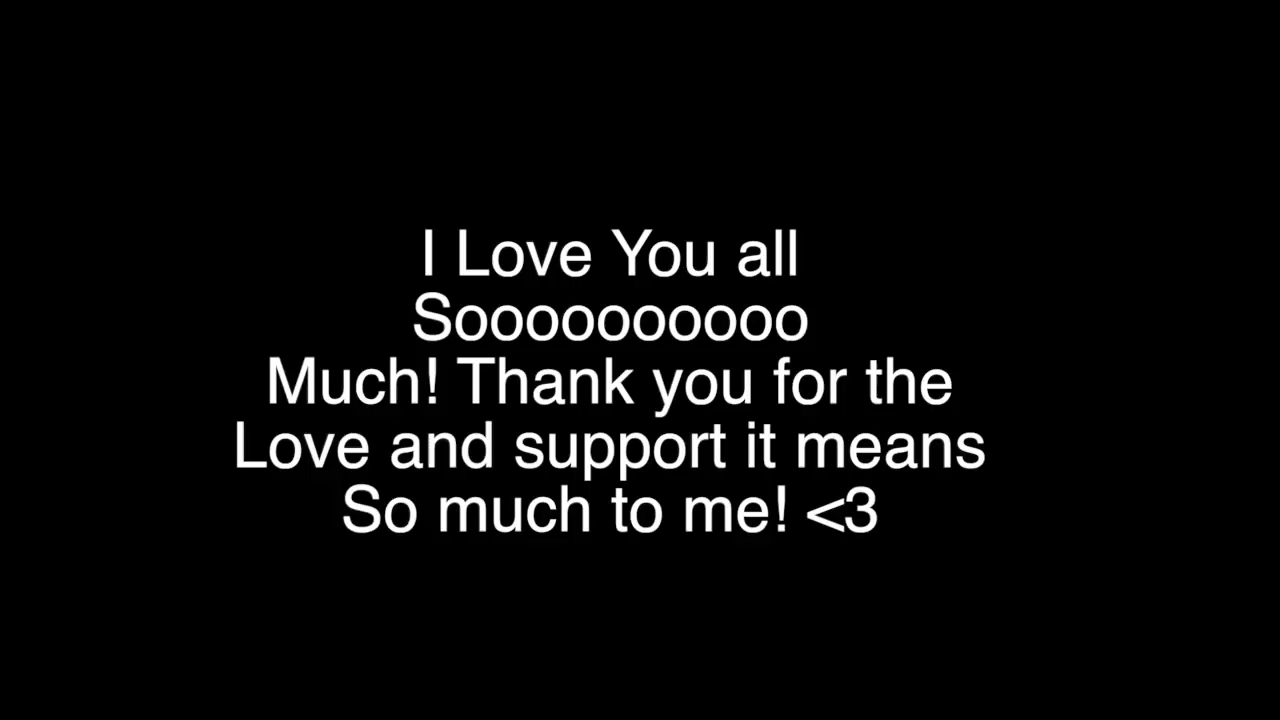 I Love You all
Soooooooooo
Much! Thank you for the
Love and support it means
So much to me! <3